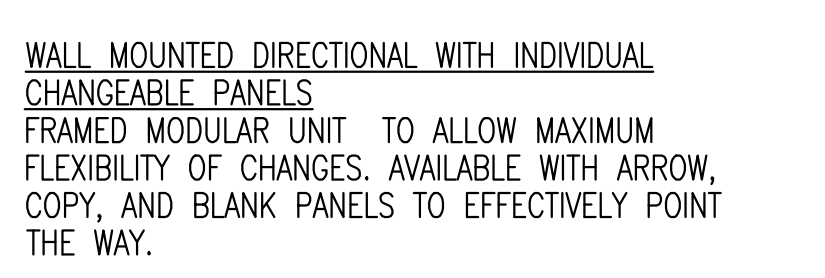 WALL MOUNTED DIRECTIONAL WITH INDIVIDUAL
CHANGEABLE PANELS
FRAMED MODULAR UNIT TO ALLOW MAXIMUM
FLEXIBILITY OF CHANGES. AVAILABLE WITH ARROW,
COPY, AND BLANK PANELS TO EFFECTIVELY POINT
THE WAY.